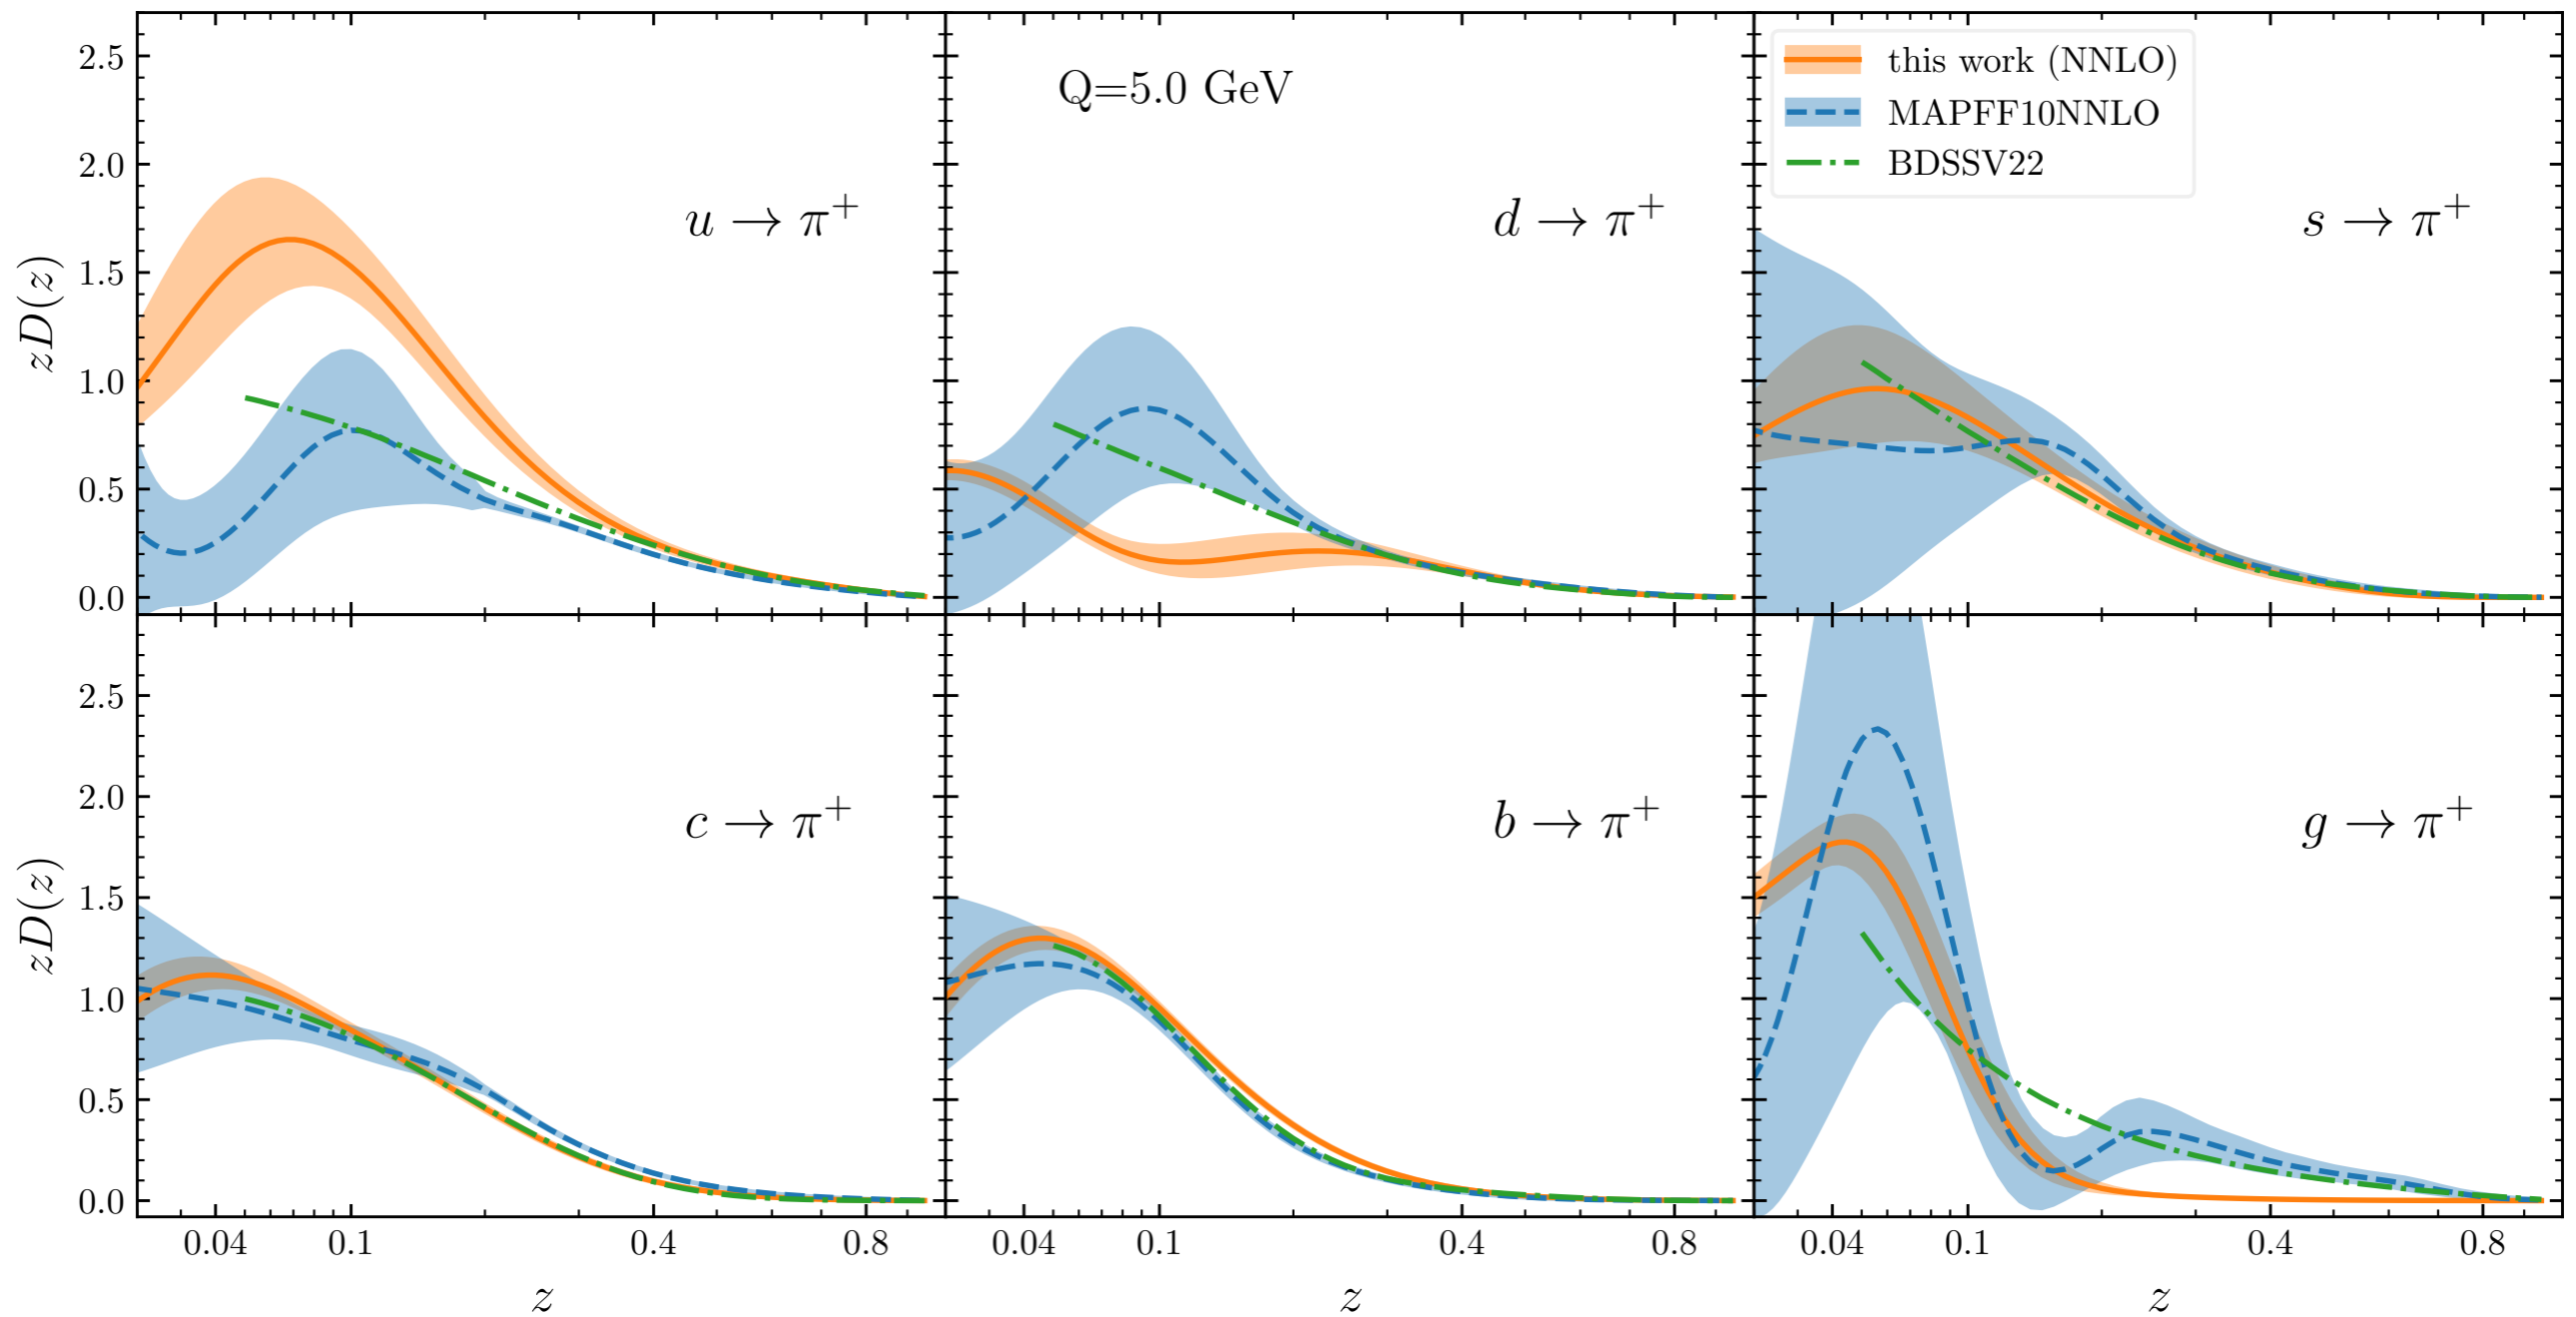 Q=5.0 GeV
this work (NNLO)
MAPFF10NNLO
BDSSV22
zD(z)
2.5
2.0
1.5
1.0
0.5
0.0
u → π⁺
d → π⁺
s → π⁺
zD(z)
2.5
2.0
1.5
1.0
0.5
0.0
c → π⁺
b → π⁺
g → π⁺
0.04 0.1 0.4 0.8
0.04 0.1 0.4 0.8
0.04 0.1 0.4 0.8
z
z
z